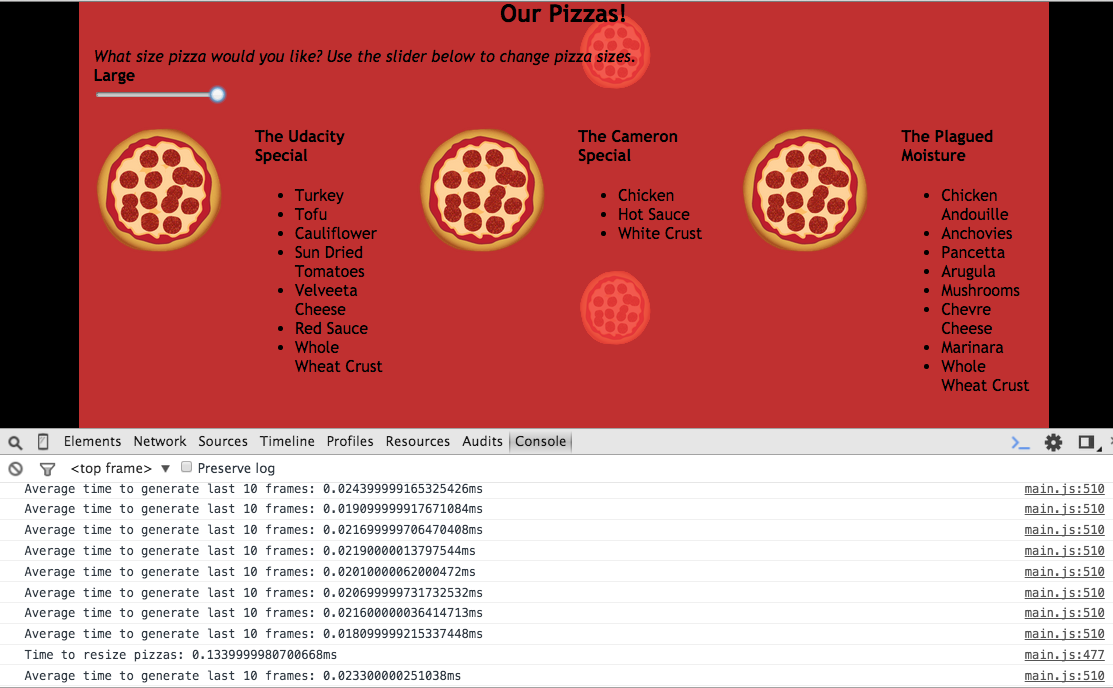 Our Pizzas!
What size pizza would you like? Use the slider below to change pizza sizes.
Large
The Udacity
Special
Turkey
Tofu
Cauliflower
Sun Dried
Tomatoes
Velveeta
Cheese
Red Sauce
Whole
Wheat Crust
The Cameron
Special
Chicken
Hot Sauce
White Crust
The Plagued
Moisture
Chicken
Andouille
Anchovies
Pancetta
Arugula
Mushrooms
Chevre
Cheese
Marinara
Whole
Wheat Crust
Elements Network Sources Timeline Profiles Resources Audits Console
<top frame> ▼ Preserve log
Average time to generate last 10 frames: 0.024399999165325426ms main.js:510
Average time to generate last 10 frames: 0.019099999917671084ms main.js:510
Average time to generate last 10 frames: 0.021699999706470408ms main.js:510
Average time to generate last 10 frames: 0.02190000013797544ms main.js:510
Average time to generate last 10 frames: 0.02010000062000472ms main.js:510
Average time to generate last 10 frames: 0.020699999731732532ms main.js:510
Average time to generate last 10 frames: 0.021600000036414713ms main.js:510
Average time to generate last 10 frames: 0.018099999215337448ms main.js:510
Time to resize pizzas: 0.1339999980700668ms main.js:477
Average time to generate last 10 frames: 0.023300000251038ms main.js:510